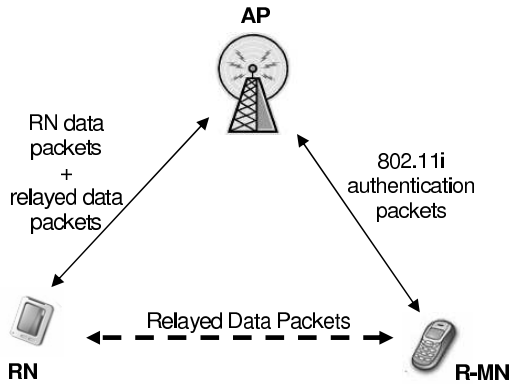 AP
RN data
packets
+
relayed data
packets
802.11i
authentication
packets
Relayed Data Packets
RN
R-MN